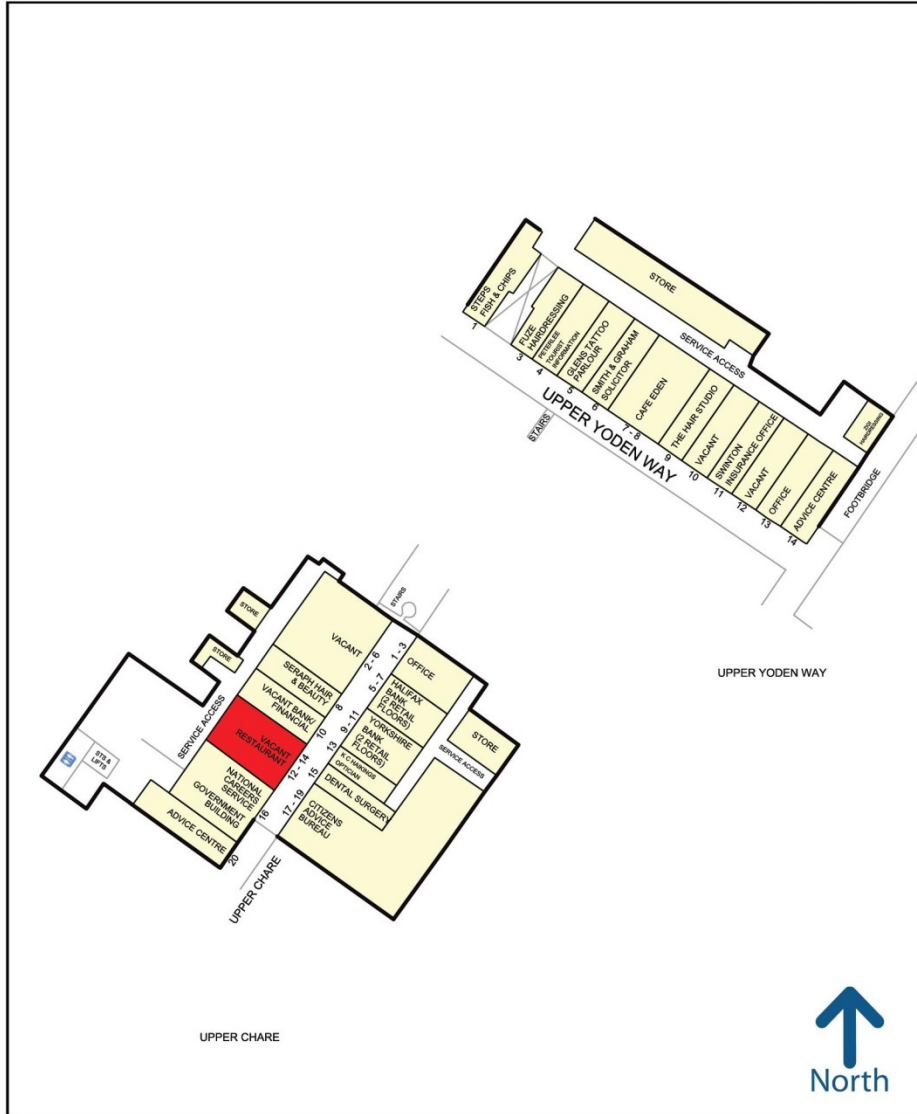 STEPS
FISH & CHIPS
1
FUZE
HAIRDRESSING
3
PETERLEE
TOURIST
INFORMATION
4
GLENS TATTOO
PARLOUR
5
SMITH & GRAHAM
SOLICITOR
6
CAFE EDEN
7 - 8
THE HAIR STUDIO
9
VACANT
10
SWINTON
INSURANCE OFFICE
11
VACANT
12
OFFICE
13
ADVICE CENTRE
14
STORE
SERVICE ACCESS
HAIRDRESSING
FOOTBRIDGE
UPPER YODEN WAY
STAIRS
UPPER YODEN WAY
STAIRS
STORE
STORE
SERVICE ACCESS
VACANT
2 - 6
SERAPH HAIR
& BEAUTY
8
VACANT BANK/
FINANCIAL
10
VACANT
RESTAURANT
12 - 14
NATIONAL
CAREERS
SERVICE
GOVERNMENT
BUILDING
16
ADVICE CENTRE
20
STS &
LIFTS
1 - 3
OFFICE
5 - 7
HALIFAX
BANK
(2 RETAIL
FLOORS)
9 - 11
YORKSHIRE
BANK
(2 RETAIL
FLOORS)
13
K C HAIKINGS
OPTICIAN
15
DENTAL SURGERY
17 - 19
CITIZENS
ADVICE
BUREAU
STORE
SERVICE ACCESS
UPPER CHARE
UPPER CHARE
North